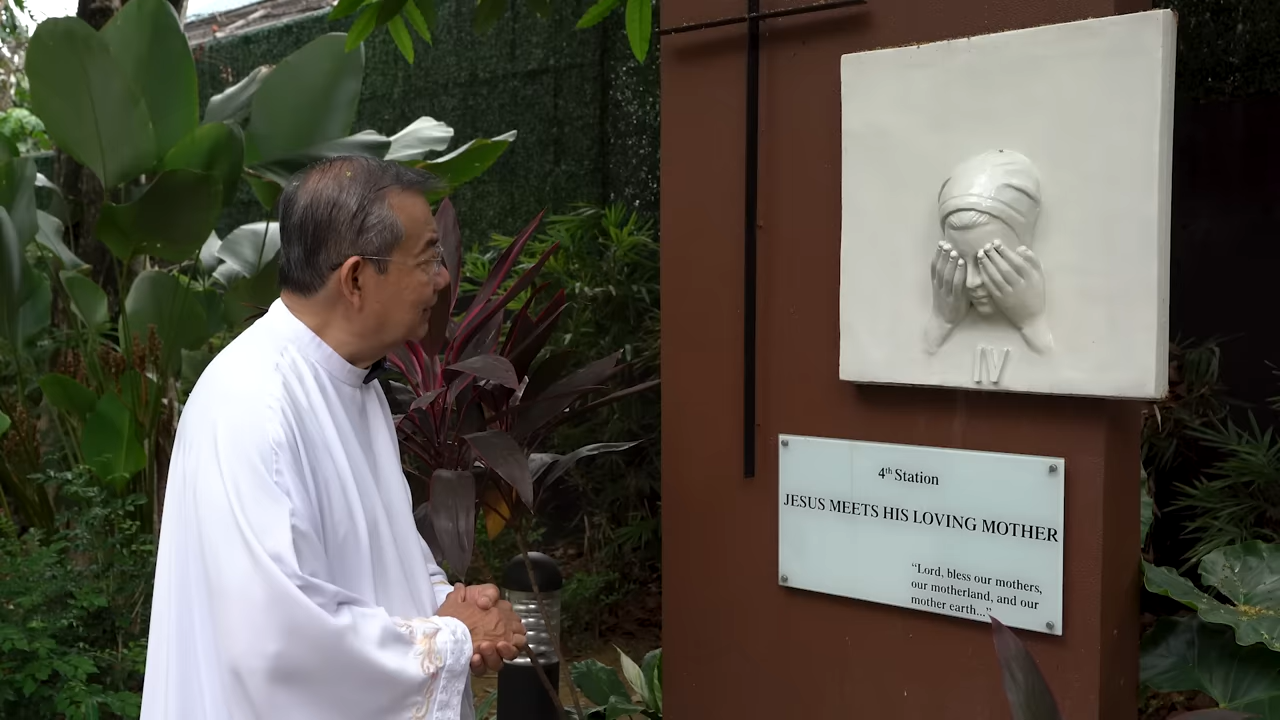 IV
4th Station
JESUS MEETS HIS LOVING MOTHER
“Lord, bless our mothers,
our motherland, and our
mother earth...”